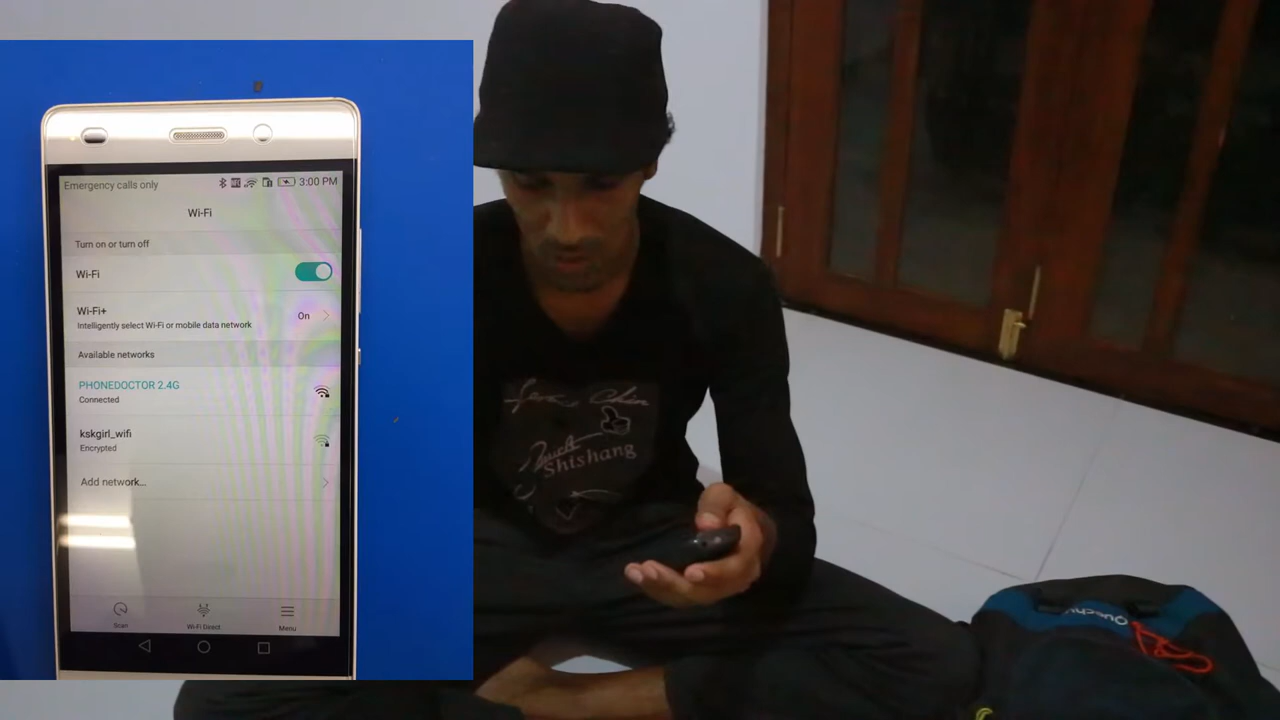 Emergency calls only
3:00 PM
Wi-Fi
Turn on or turn off
Wi-Fi
Wi-Fi+
On
Intelligently select Wi-Fi or mobile data network
Available networks
PHONEDOCTOR 2.4G
Connected
kskgirl_wifi
Encrypted
Add network...
Scan
Wi-Fi Direct
Menu
Shishang